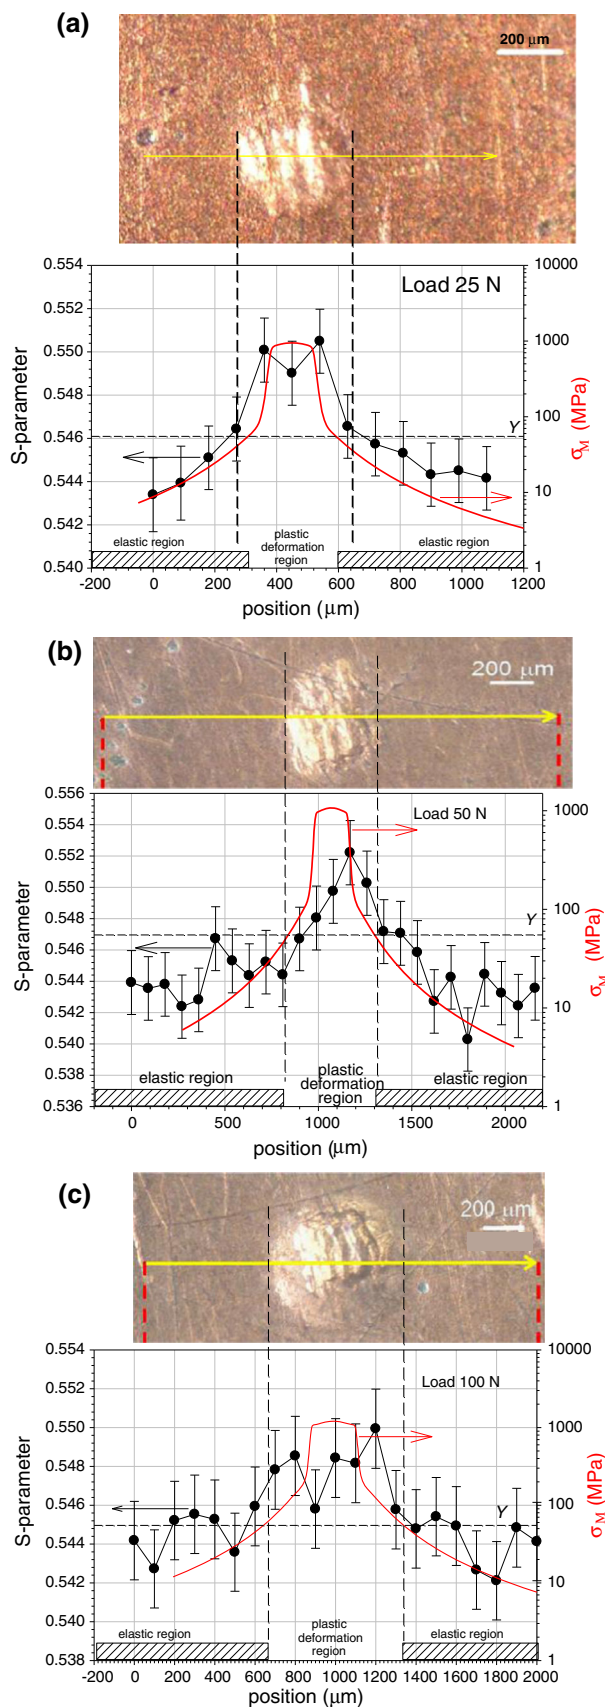 (a)
200 μm
0.554
0.552
0.550
0.548
0.546
0.544
0.542
0.540
S-parameter
Load 25 N
Y
10000
1000
100
10
1
σM (MPa)
elastic region
plastic
deformation
region
elastic region
-200 0 200 400 600 800 1000 1200
position (μm)
(b)
200 μm
0.556
0.554
0.552
0.550
0.548
0.546
0.544
0.542
0.540
0.538
0.536
S-parameter
Load 50 N
Y
1000
100
10
1
σM (MPa)
elastic region
plastic
deformation
region
elastic region
0 500 1000 1500 2000
position (μm)
(c)
200 μm
0.554
0.552
0.550
0.548
0.546
0.544
0.542
0.540
0.538
S-parameter
Load 100 N
Y
10000
1000
100
10
1
σM (MPa)
elastic region
plastic
deformation
region
elastic region
-200 0 200 400 600 800 1000 1200 1400 1600 1800 2000
position (μm)